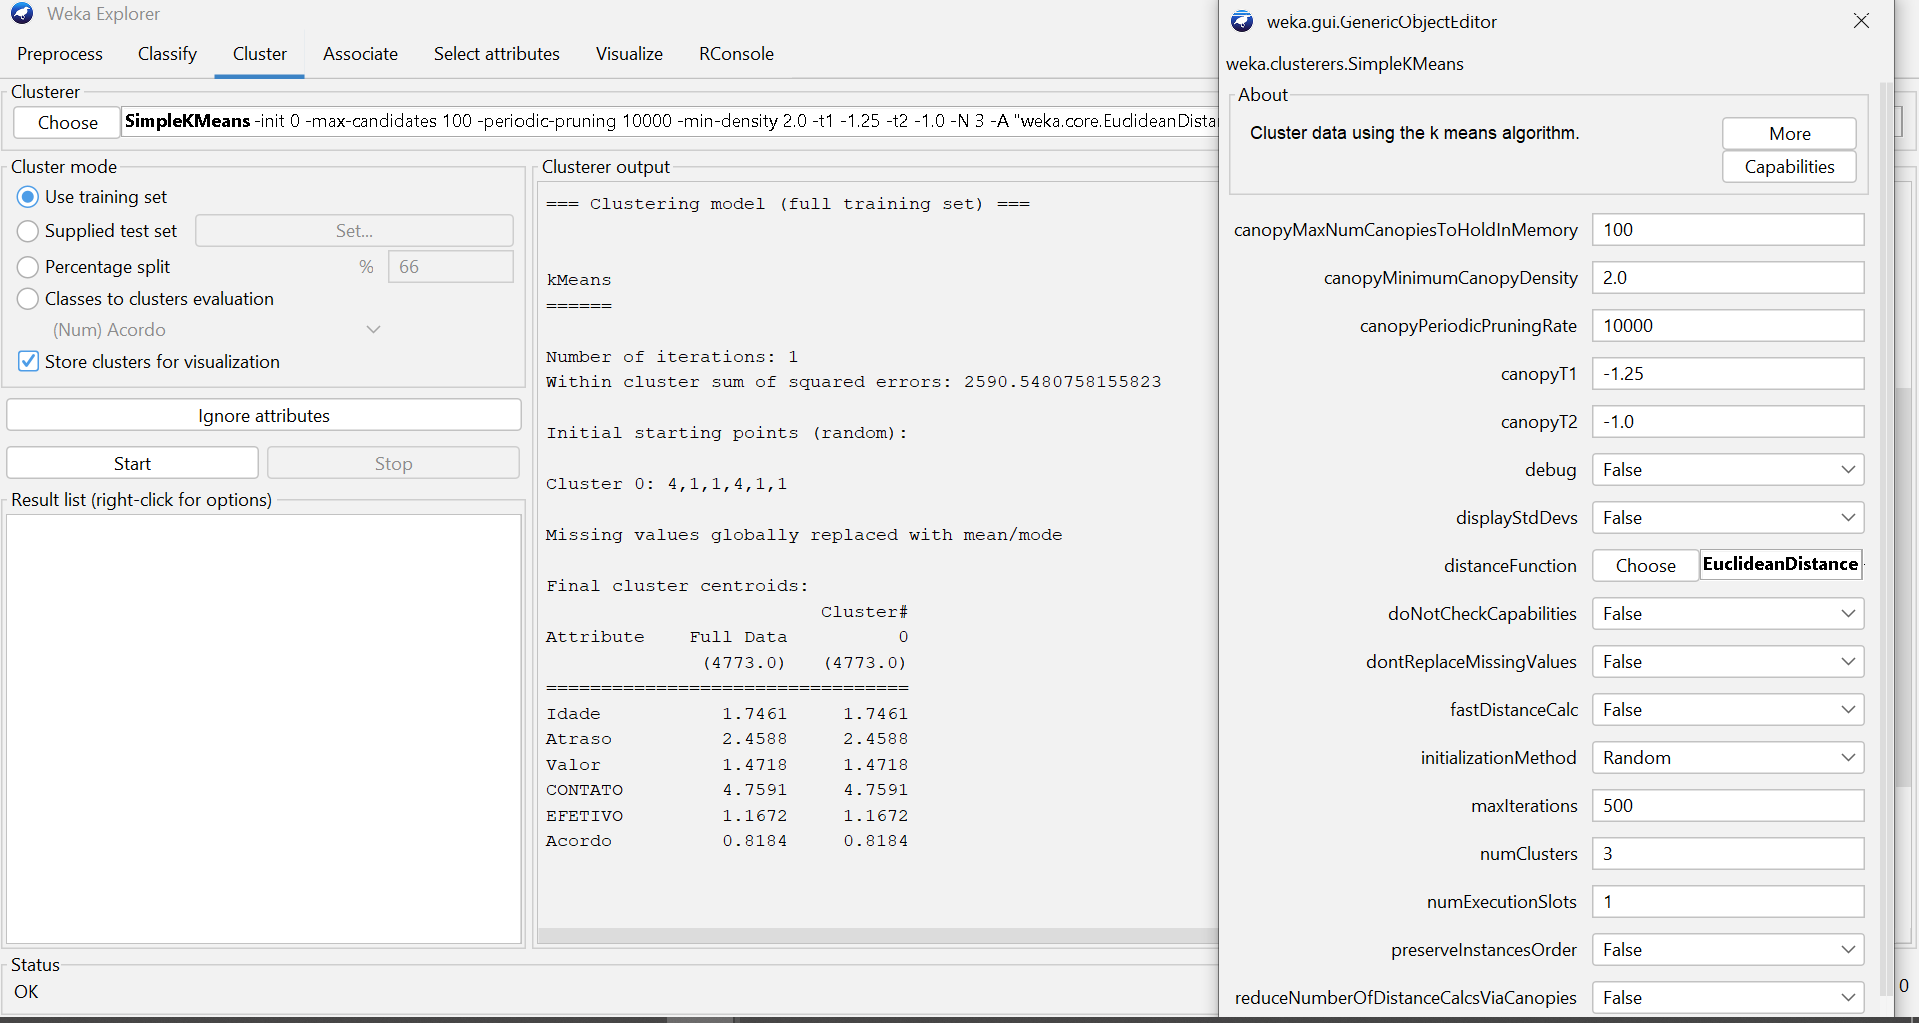 Weka Explorer
Preprocess Classify Cluster Associate Select attributes Visualize RConsole
Clusterer
Choose SimpleKMeans -init 0 -max-candidates 100 -periodic-pruning 10000 -min-density 2.0 -t1 -1.25 -t2 -1.0 -N 3 -A "weka.core.EuclideanDista
Cluster mode
Use training set
Supplied test set Set...
Percentage split % 66
Classes to clusters evaluation
(Num) Acordo
Store clusters for visualization
Ignore attributes
Start Stop
Result list (right-click for options)
Clusterer output
=== Clustering model (full training set) ===
kMeans
======
Number of iterations: 1
Within cluster sum of squared errors: 2590.5480758155823
Initial starting points (random):
Cluster 0: 4,1,1,4,1,1
Missing values globally replaced with mean/mode
Final cluster centroids:
Cluster#
Attribute Full Data 0
(4773.0) (4773.0)
=================================
Idade 1.7461 1.7461
Atraso 2.4588 2.4588
Valor 1.4718 1.4718
CONTATO 4.7591 4.7591
EFETIVO 1.1672 1.1672
Acordo 0.8184 0.8184
Status
OK
0
weka.gui.GenericObjectEditor
weka.clusterers.SimpleKMeans
About
Cluster data using the k means algorithm.
More
Capabilities
canopyMaxNumCanopiesToHoldInMemory 100
canopyMinimumCanopyDensity 2.0
canopyPeriodicPruningRate 10000
canopyT1 -1.25
canopyT2 -1.0
debug False
displayStdDevs False
distanceFunction Choose EuclideanDistance
doNotCheckCapabilities False
dontReplaceMissingValues False
fastDistanceCalc False
initializationMethod Random
maxIterations 500
numClusters 3
numExecutionSlots 1
preserveInstancesOrder False
reduceNumberOfDistanceCalcsViaCanopies False